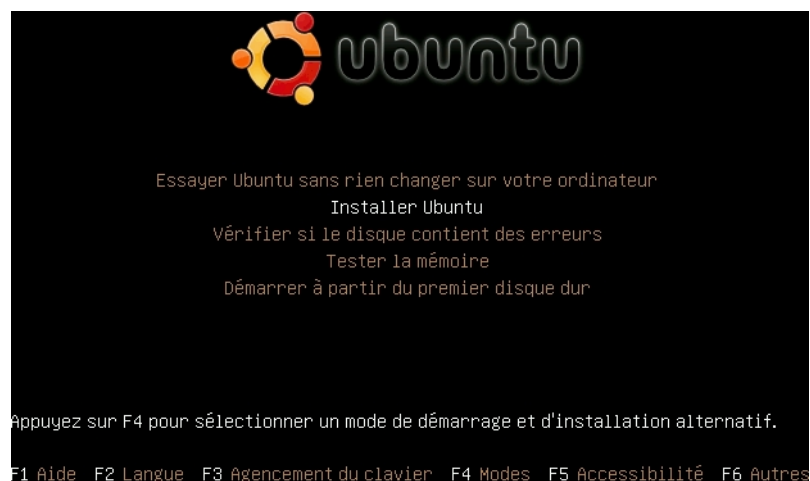 ubuntu
Essayer Ubuntu sans rien changer sur votre ordinateur
Installer Ubuntu
Vérifier si le disque contient des erreurs
Tester la mémoire
Démarrer à partir du premier disque dur
Appuyez sur F4 pour sélectionner un mode de démarrage et d'installation alternatif.
F1 Aide F2 Langue F3 Agencement du clavier F4 Modes F5 Accessibilité F6 Autres